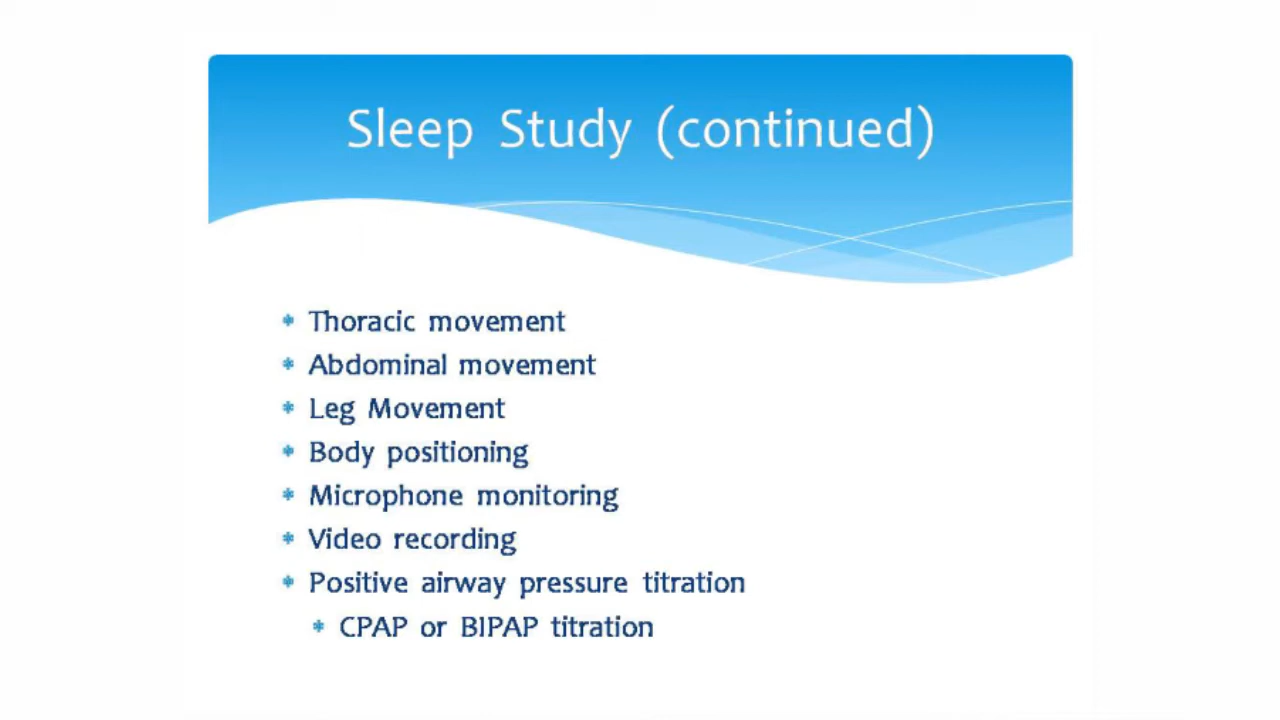 Sleep Study (continued)
* Thoracic movement
* Abdominal movement
* Leg Movement
* Body positioning
* Microphone monitoring
* Video recording
* Positive airway pressure titration
* CPAP or BIPAP titration